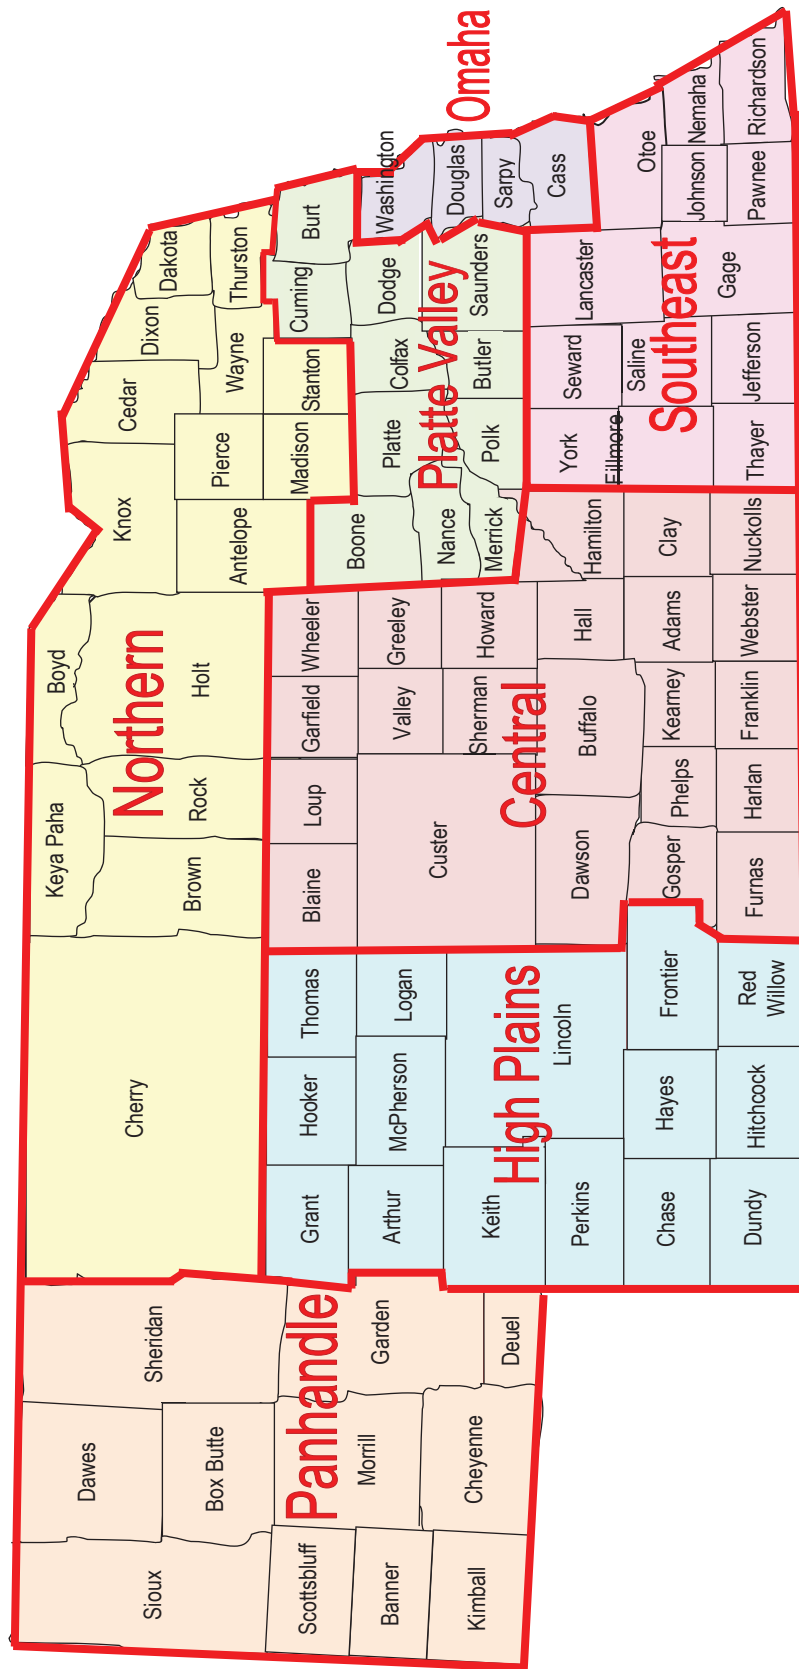 Panhandle
Sioux
Dawes
Box Butte
Sheridan
Scottsbluff
Banner
Kimball
Morrill
Cheyenne
Garden
Deuel
Northern
Cherry
Keya Paha
Brown
Rock
Boyd
Holt
Knox
Antelope
Cedar
Pierce
Madison
Dixon
Wayne
Stanton
Dakota
Thurston
High Plains
Grant
Hooker
Thomas
Arthur
McPherson
Logan
Keith
Lincoln
Perkins
Chase
Hayes
Frontier
Dundy
Hitchcock
Red
Willow
Central
Blaine
Loup
Garfield
Wheeler
Custer
Valley
Greeley
Sherman
Howard
Dawson
Buffalo
Hall
Hamilton
Gosper
Phelps
Kearney
Adams
Clay
Furnas
Harlan
Franklin
Webster
Nuckolls
Platte Valley
Boone
Nance
Merrick
Platte
Polk
Colfax
Butler
Cuming
Burt
Dodge
Saunders
Omaha
Washington
Douglas
Sarpy
Cass
Southeast
York
Seward
Lancaster
Otoe
Fillmore
Saline
Gage
Johnson
Nemaha
Thayer
Jefferson
Pawnee
Richardson